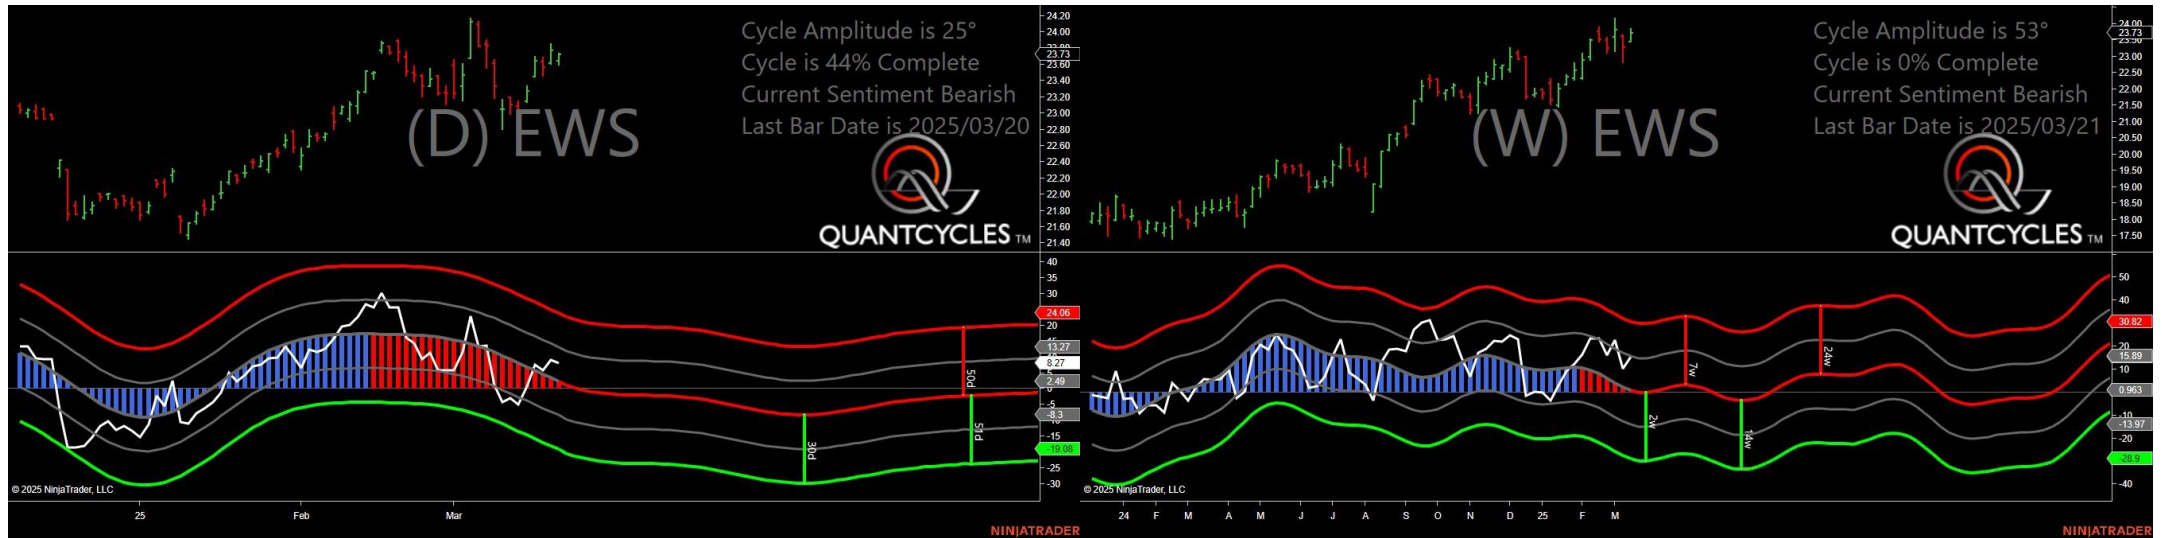 Cycle Amplitude is 25°
Cycle is 44% Complete
Current Sentiment Bearish
Last Bar Date is 2025/03/20
(D) EWS
QUANTCYCLES TM
24.20
24.00
23.73
23.60
23.40
23.20
23.00
22.80
22.60
22.40
22.20
22.00
21.80
21.60
21.40
40
35
30
24.06
20
13.27
8.27
2.49
-5
-8.3
-15
-19.08
-25
-30
50d
51d
30d
© 2025 NinjaTrader, LLC
25 Feb Mar
NINJATRADER
Cycle Amplitude is 53°
Cycle is 0% Complete
Current Sentiment Bearish
Last Bar Date is 2025/03/21
(W) EWS
QUANTCYCLES TM
24.00
23.73
23.50
23.00
22.50
22.00
21.50
21.00
20.50
20.00
19.50
19.00
18.50
18.00
17.50
50
40
30.82
20
15.89
10
0.963
-10
-13.97
-20
-28.9
-40
7w
24w
2w
14w
© 2025 NinjaTrader, LLC
24 F M A M J J A S O N D 25 F M
NINJATRADER